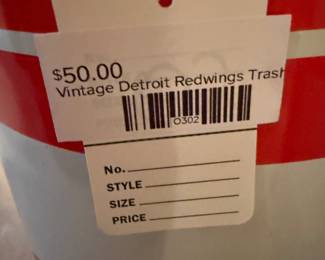 $50.00
Vintage Detroit Redwings Trash
O302
No.
STYLE
SIZE
PRICE